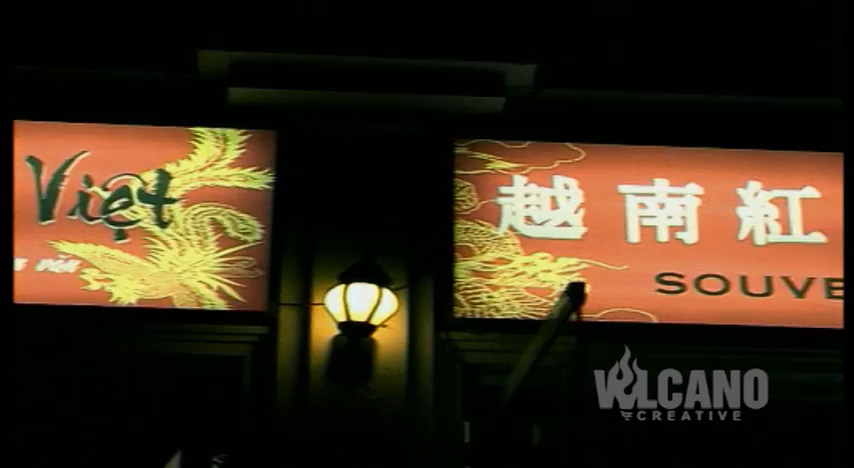 Việt
越南紅
SOUVE
VOLCANO
CREATIVE